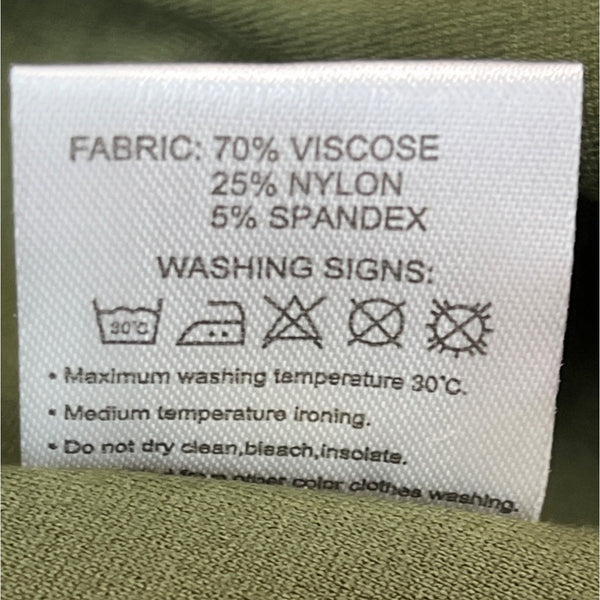 FABRIC: 70% VISCOSE
25% NYLON
5% SPANDEX
WASHING SIGNS:
30°C
• Maximum washing temperature 30°C.
• Medium temperature ironing.
• Do not dry clean,bleach,insolate.
from other color clothes washing.